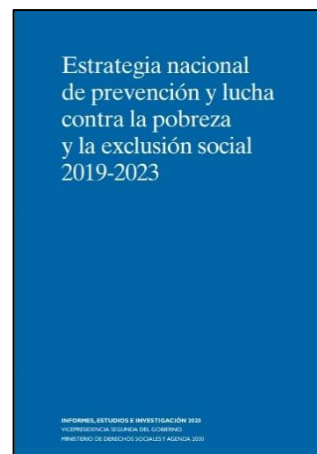 Estrategia nacional
de prevención y lucha
contra la pobreza
y la exclusión social
2019-2023
INFORMES, ESTUDIOS E INVESTIGACIÓN 2020
VICEPRESIDENCIA SEGUNDA DEL GOBIERNO.
MINISTERIO DE DERECHOS SOCIALES Y AGENDA 2030